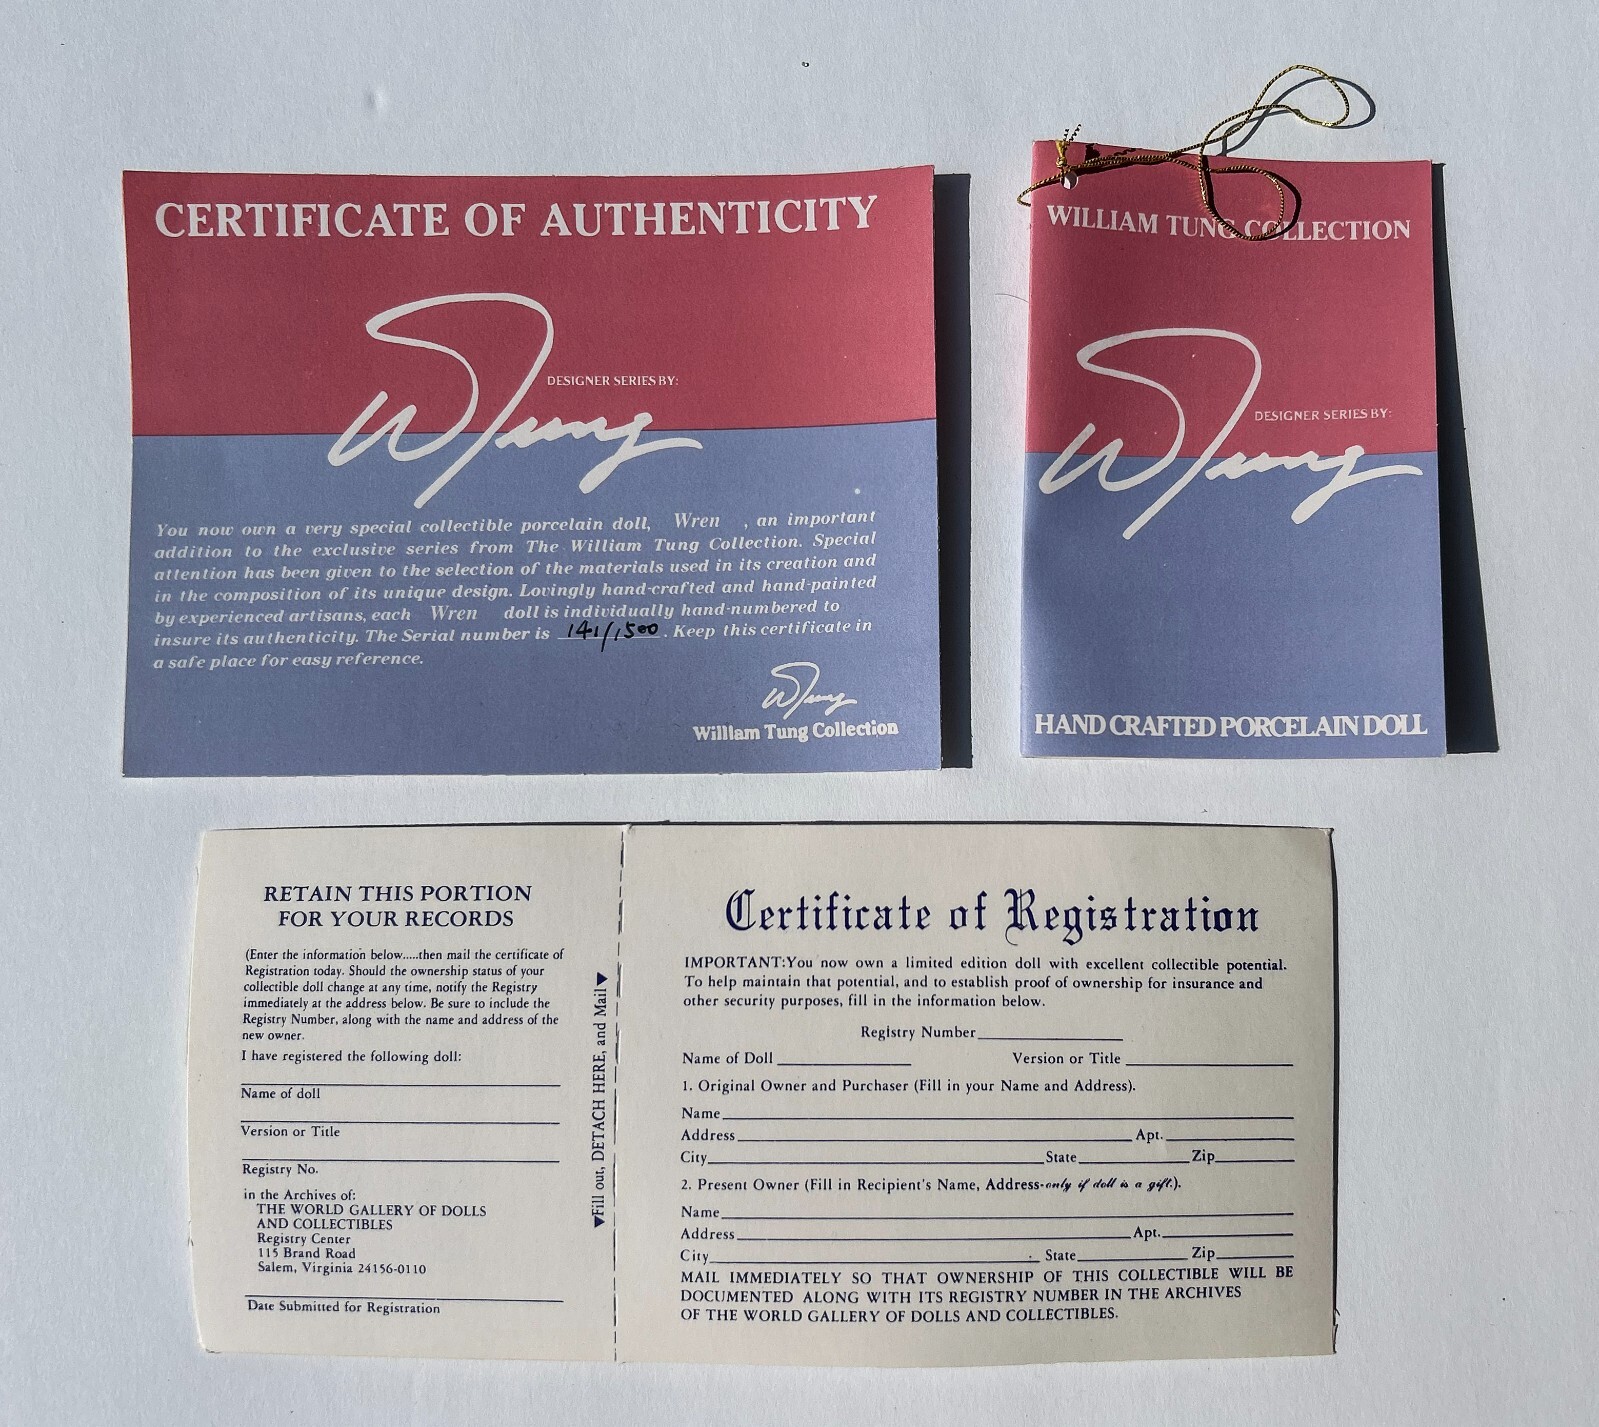 CERTIFICATE OF AUTHENTICITY
DESIGNER SERIES BY:
W Tung
You now own a very special collectible porcelain doll, Wren , an important
addition to the exclusive series from The William Tung Collection. Special
attention has been given to the selection of the materials used in its creation and
in the composition of its unique design. Lovingly hand-crafted and hand-painted
by experienced artisans, each Wren doll is individually hand-numbered to
insure its authenticity. The Serial number is 141/1500. Keep this certificate in
a safe place for easy reference.
W Tung
William Tung Collection
WILLIAM TUNG COLLECTION
DESIGNER SERIES BY:
W Tung
HAND CRAFTED PORCELAIN DOLL
RETAIN THIS PORTION
FOR YOUR RECORDS
(Enter the information below.....then mail the certificate of
Registration today. Should the ownership status of your
collectible doll change at any time, notify the Registry
immediately at the address below. Be sure to include the
Registry Number, along with the name and address of the
new owner.
I have registered the following doll:
Name of doll
Version or Title
Registry No.
in the Archives of:
THE WORLD GALLERY OF DOLLS
AND COLLECTIBLES
Registry Center
115 Brand Road
Salem, Virginia 24156-0110
Date Submitted for Registration
▼Fill out, DETACH HERE, and Mail▼
Certificate of Registration
IMPORTANT:You now own a limited edition doll with excellent collectible potential.
To help maintain that potential, and to establish proof of ownership for insurance and
other security purposes, fill in the information below.
Registry Number
Name of Doll Version or Title
1. Original Owner and Purchaser (Fill in your Name and Address).
Name
Address Apt.
City State Zip
2. Present Owner (Fill in Recipient's Name, Address-only if doll is a gift.).
Name
Address Apt.
City State Zip
MAIL IMMEDIATELY SO THAT OWNERSHIP OF THIS COLLECTIBLE WILL BE
DOCUMENTED ALONG WITH ITS REGISTRY NUMBER IN THE ARCHIVES
OF THE WORLD GALLERY OF DOLLS AND COLLECTIBLES.